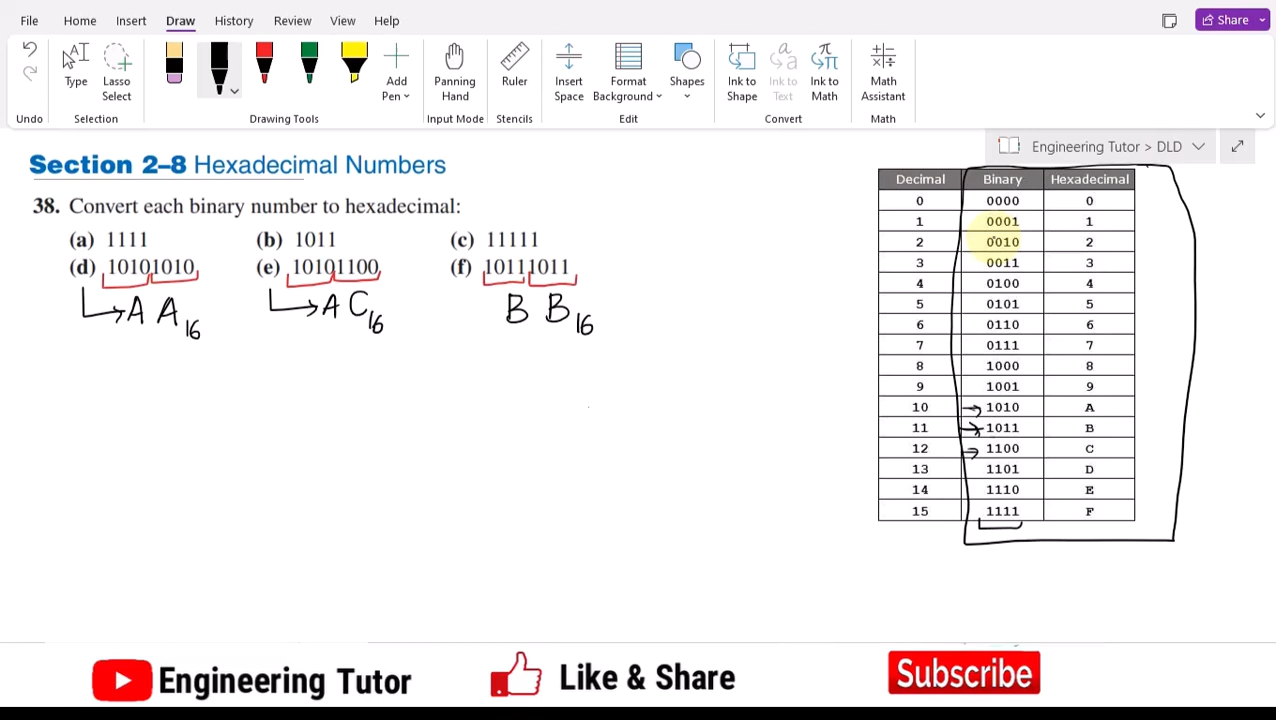 File Home Insert Draw History Review View Help Share
Undo Type Lasso Select Add Pen Panning Hand Ruler Insert Space Format Background Shapes Ink to Shape Ink to Text Ink to Math Math Assistant
Undo Selection Drawing Tools Input Mode Stencils Edit Convert Math
Engineering Tutor > DLD
Section 2–8 Hexadecimal Numbers
38. Convert each binary number to hexadecimal:
(a) 1111 (b) 1011 (c) 11111
(d) 10101010 (e) 10101100 (f) 10111011
A A16 A C16 B B16
Decimal Binary Hexadecimal
0 0000 0
1 0001 1
2 0010 2
3 0011 3
4 0100 4
5 0101 5
6 0110 6
7 0111 7
8 1000 8
9 1001 9
10 1010 A
11 1011 B
12 1100 C
13 1101 D
14 1110 E
15 1111 F
Engineering Tutor Like & Share Subscribe